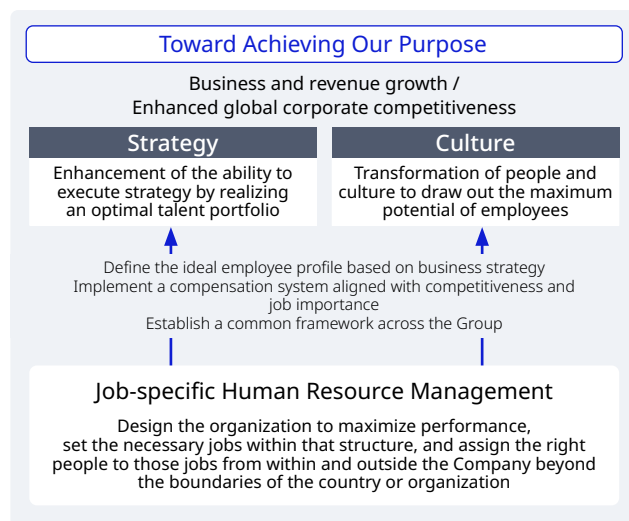 Toward Achieving Our Purpose
Business and revenue growth /
Enhanced global corporate competitiveness
Strategy
Enhancement of the ability to
execute strategy by realizing
an optimal talent portfolio
Culture
Transformation of people and
culture to draw out the maximum
potential of employees
Define the ideal employee profile based on business strategy
Implement a compensation system aligned with competitiveness and
job importance
Establish a common framework across the Group
Job-specific Human Resource Management
Design the organization to maximize performance,
set the necessary jobs within that structure, and assign the right
people to those jobs from within and outside the Company beyond
the boundaries of the country or organization